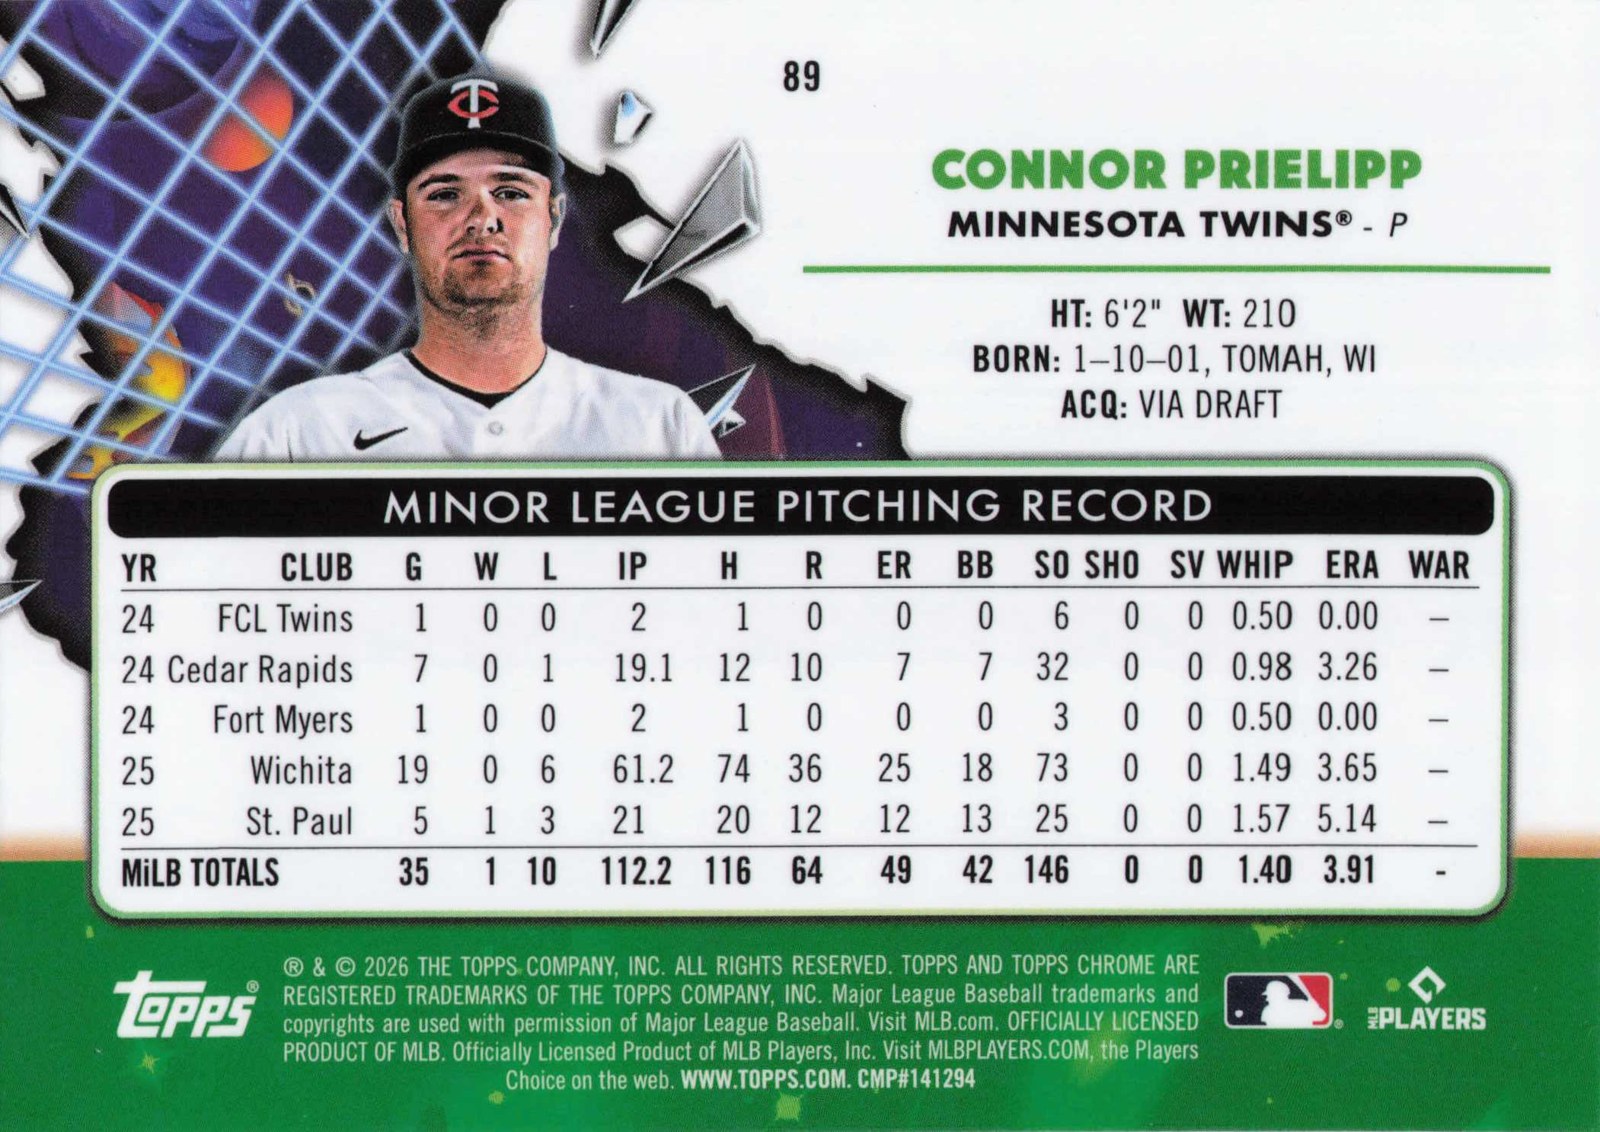 89
CONNOR PRIELIPP
MINNESOTA TWINS® - P
HT: 6'2" WT: 210
BORN: 1–10–01, TOMAH, WI
ACQ: VIA DRAFT
MINOR LEAGUE PITCHING RECORD
YR CLUB G W L IP H R ER BB SO SHO SV WHIP ERA WAR
24 FCL Twins 1 0 0 2 1 0 0 0 6 0 0 0.50 0.00 –
24 Cedar Rapids 7 0 1 19.1 12 10 7 7 32 0 0 0.98 3.26 –
24 Fort Myers 1 0 0 2 1 0 0 0 3 0 0 0.50 0.00 –
25 Wichita 19 0 6 61.2 74 36 25 18 73 0 0 1.49 3.65 –
25 St. Paul 5 1 3 21 20 12 12 13 25 0 0 1.57 5.14 –
MiLB TOTALS 35 1 10 112.2 116 64 49 42 146 0 0 1.40 3.91 -
TOPPS®
® & © 2026 THE TOPPS COMPANY, INC. ALL RIGHTS RESERVED. TOPPS AND TOPPS CHROME ARE
REGISTERED TRADEMARKS OF THE TOPPS COMPANY, INC. Major League Baseball trademarks and
copyrights are used with permission of Major League Baseball. Visit MLB.com. OFFICIALLY LICENSED
PRODUCT OF MLB. Officially Licensed Product of MLB Players, Inc. Visit MLBPLAYERS.COM, the Players
Choice on the web. WWW.TOPPS.COM. CMP#141294
®
MLB PLAYERS